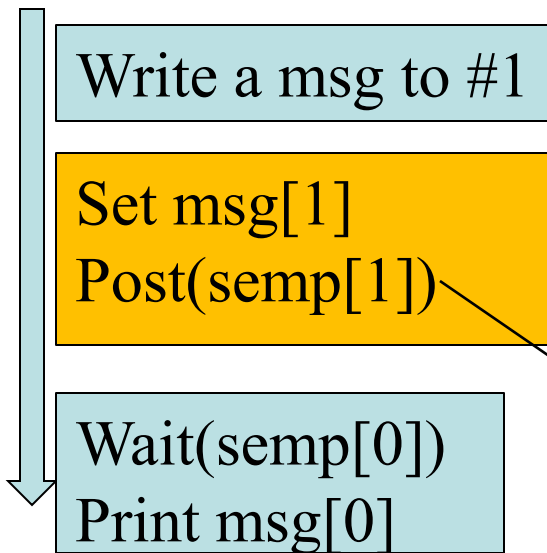 Write a msg to #1
Set msg[1]
Post(semp[1])
Wait(semp[0])
Print msg[0]